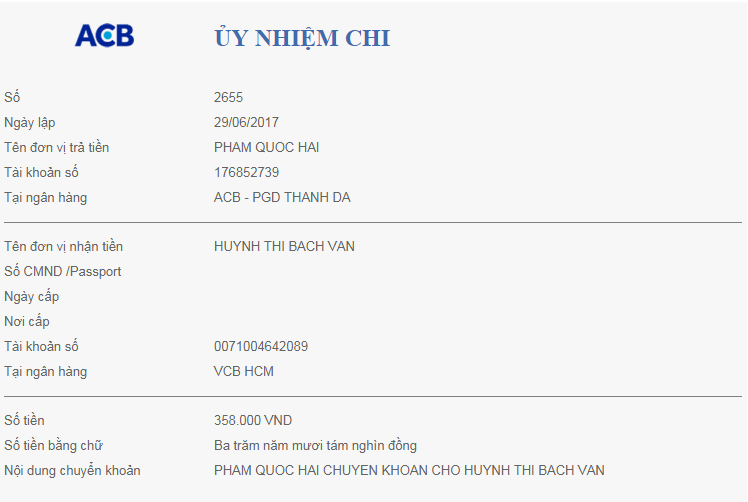 ACB ỦY NHIỆM CHI
Số 2655
Ngày lập 29/06/2017
Tên đơn vị trả tiền PHAM QUOC HAI
Tài khoản số 176852739
Tại ngân hàng ACB - PGD THANH DA
Tên đơn vị nhận tiền HUYNH THI BACH VAN
Số CMND /Passport
Ngày cấp
Nơi cấp
Tài khoản số 0071004642089
Tại ngân hàng VCB HCM
Số tiền 358.000 VND
Số tiền bằng chữ Ba trăm năm mươi tám nghìn đồng
Nội dung chuyển khoản PHAM QUOC HAI CHUYEN KHOAN CHO HUYNH THI BACH VAN